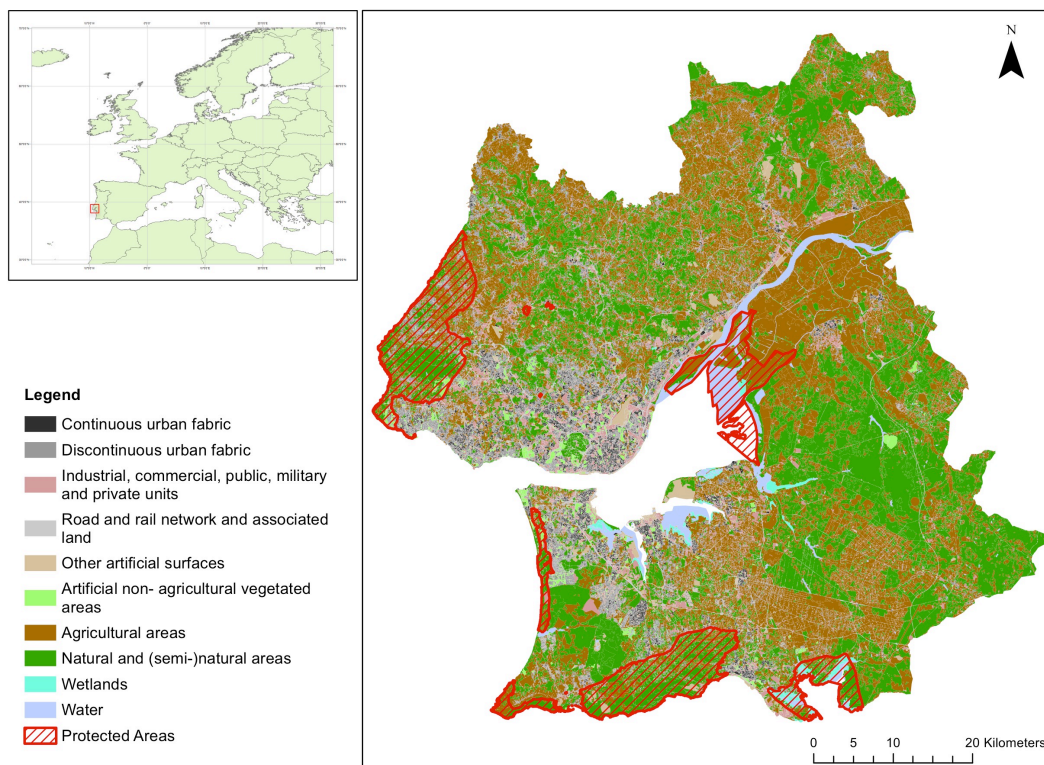 N
Legend
Continuous urban fabric
Discontinuous urban fabric
Industrial, commercial, public, military
and private units
Road and rail network and associated
land
Other artificial surfaces
Artificial non- agricultural vegetated
areas
Agricultural areas
Natural and (semi-)natural areas
Wetlands
Water
Protected Areas
0 5 10 20 Kilometers